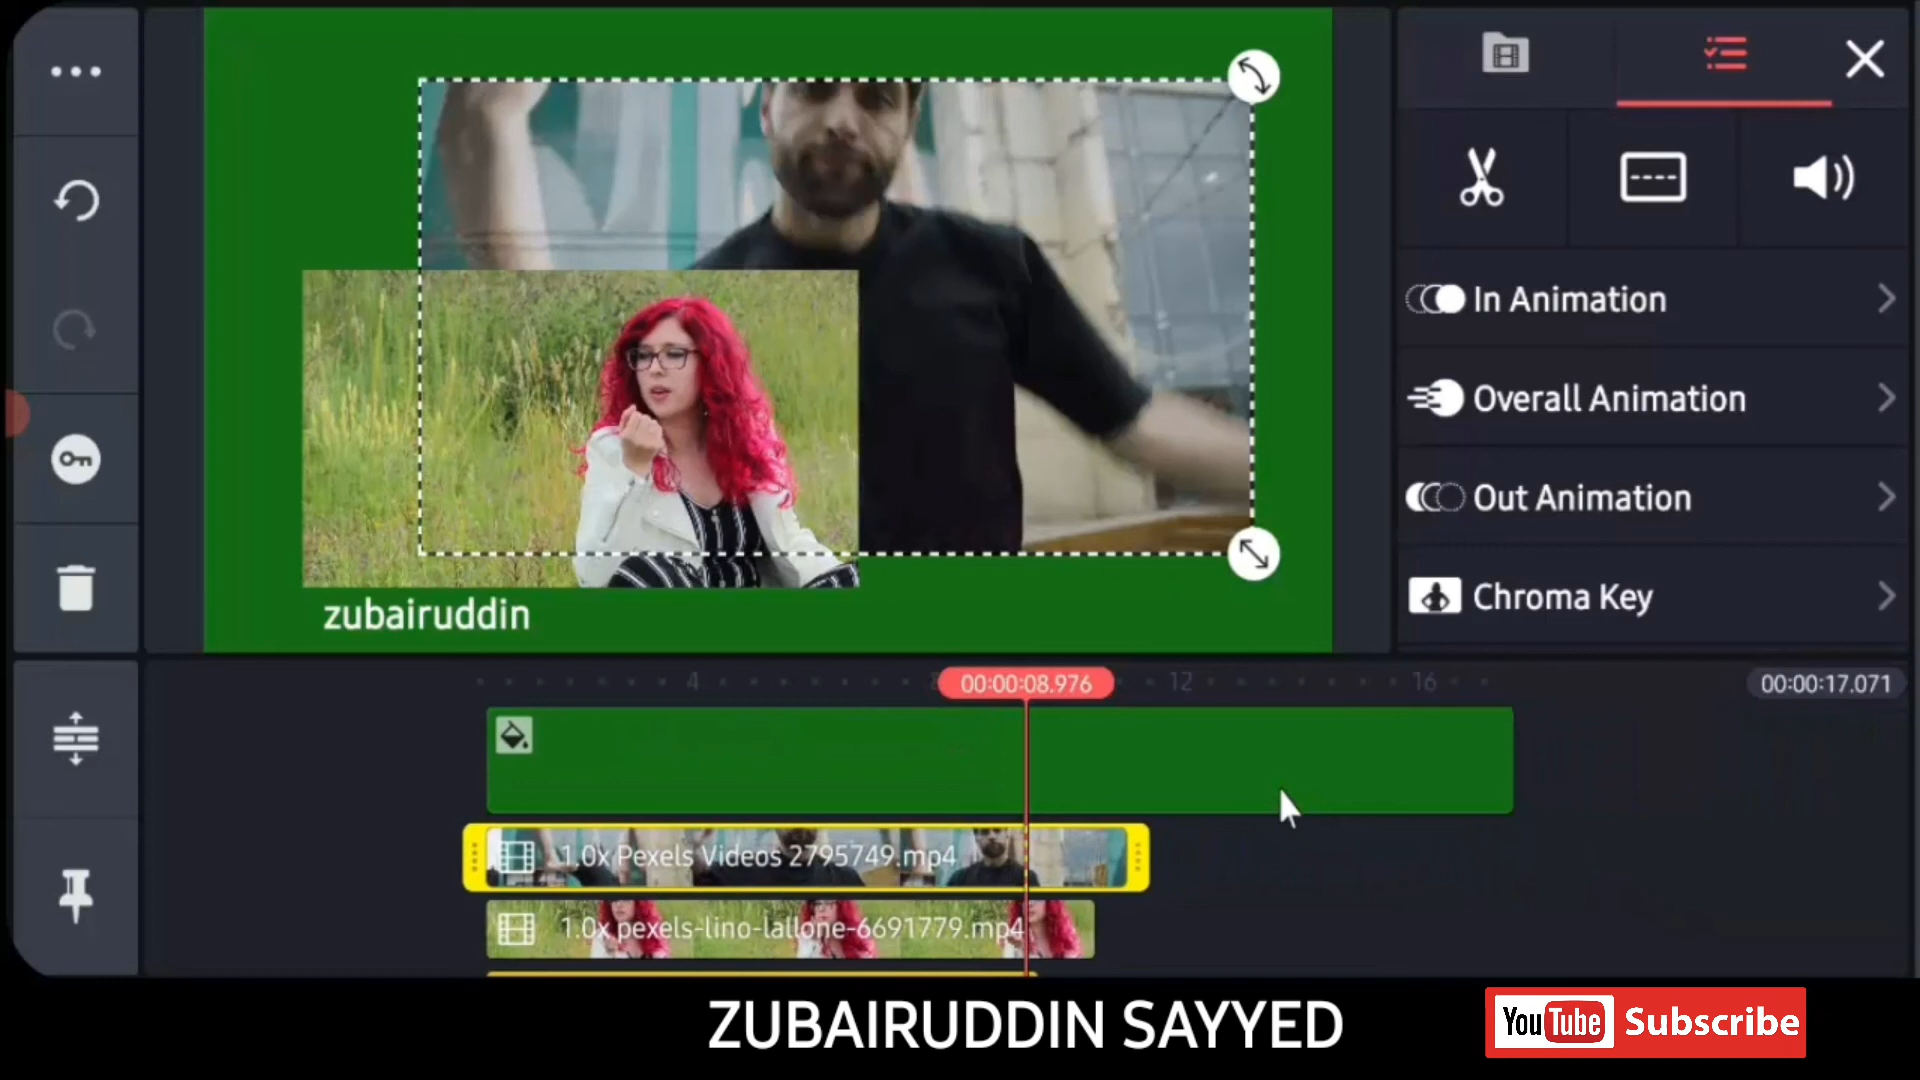 In Animation
Overall Animation
Out Animation
Chroma Key
zubairuddin
4
00:00:08.976
12
16
00:00:17.071
1.0x Pexels Videos 2795749.mp4
1.0x pexels-lino-lallone-6691779.mp4
ZUBAIRUDDIN SAYYED
YouTube Subscribe